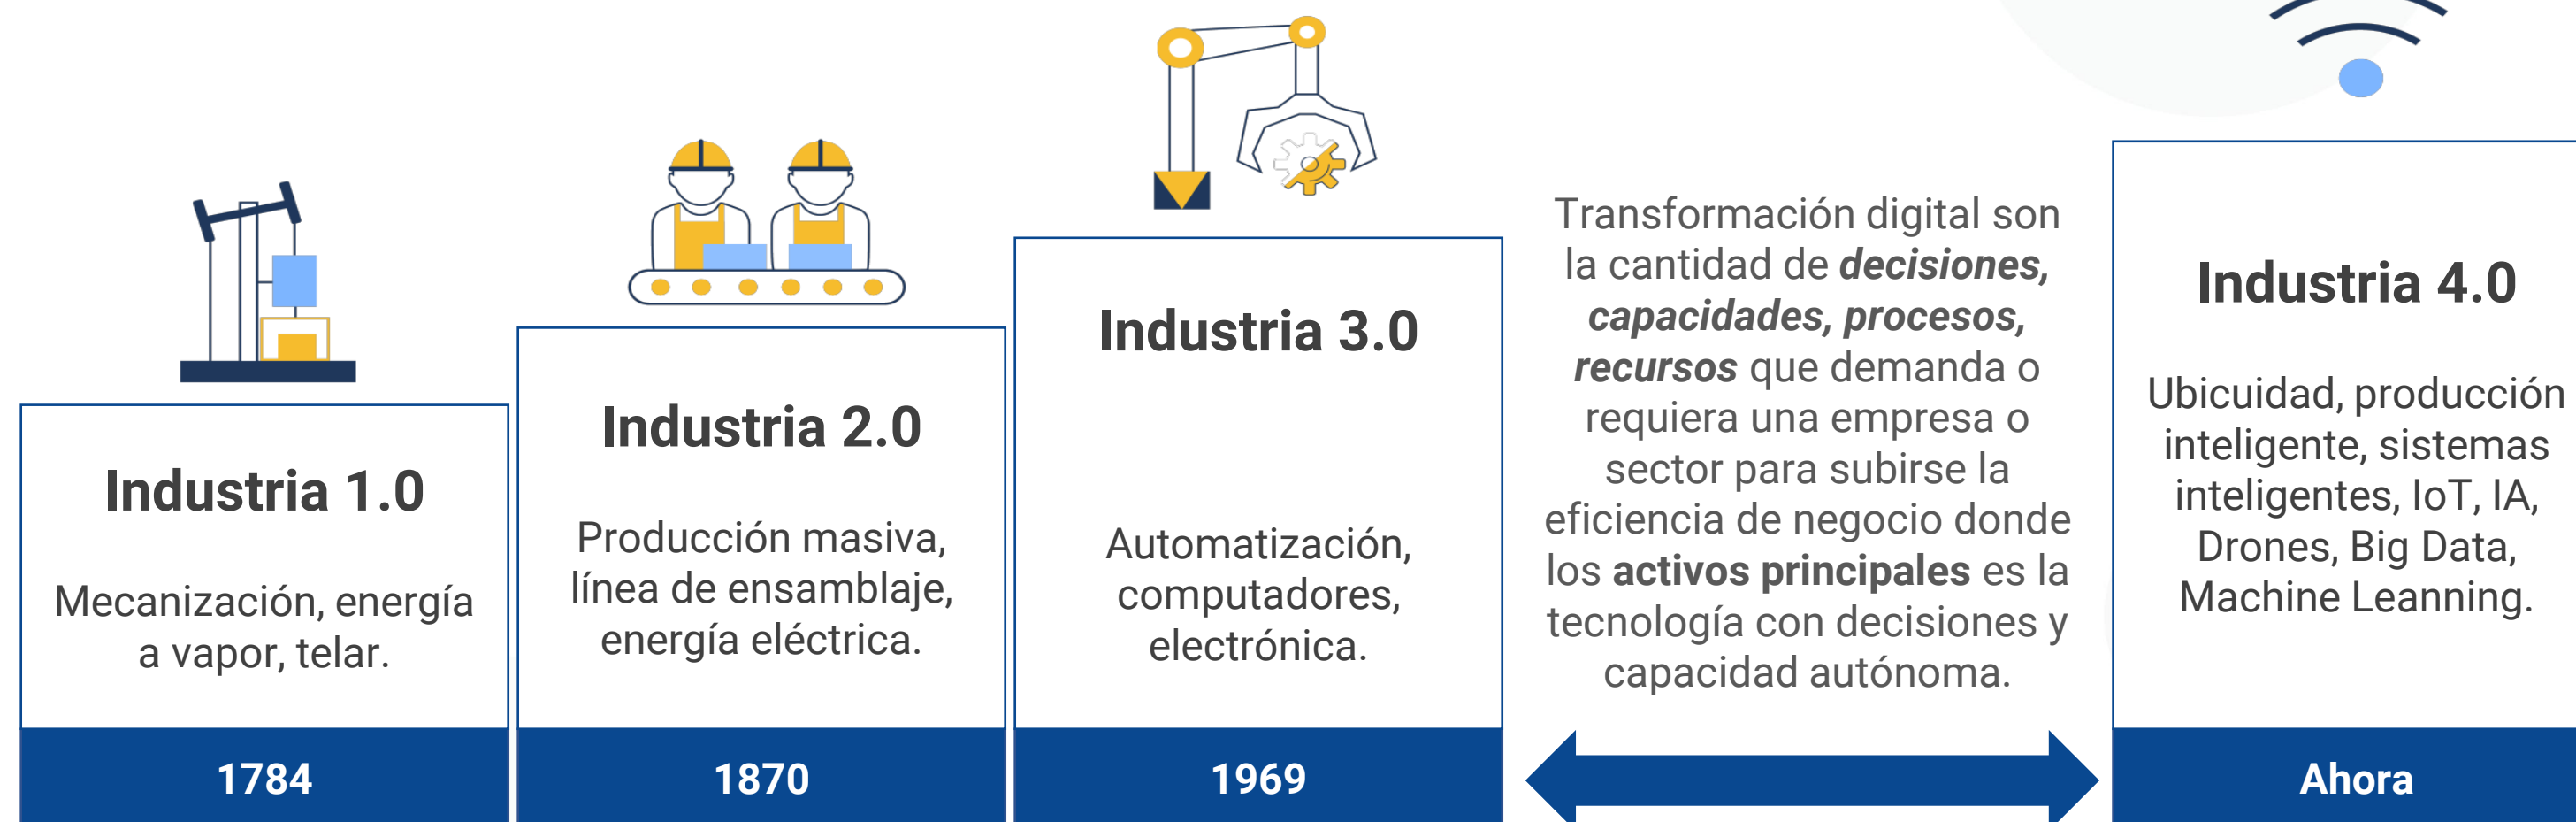 Industria 1.0
Mecanización, energía
a vapor, telar.
1784
Industria 2.0
Producción masiva,
línea de ensamblaje,
energía eléctrica.
1870
Industria 3.0
Automatización,
computadores,
electrónica.
1969
Transformación digital son
la cantidad de decisiones,
capacidades, procesos,
recursos que demanda o
requiera una empresa o
sector para subirse la
eficiencia de negocio donde
los activos principales es la
tecnología con decisiones y
capacidad autónoma.
Industria 4.0
Ubicuidad, producción
inteligente, sistemas
inteligentes, IoT, IA,
Drones, Big Data,
Machine Leanning.
Ahora